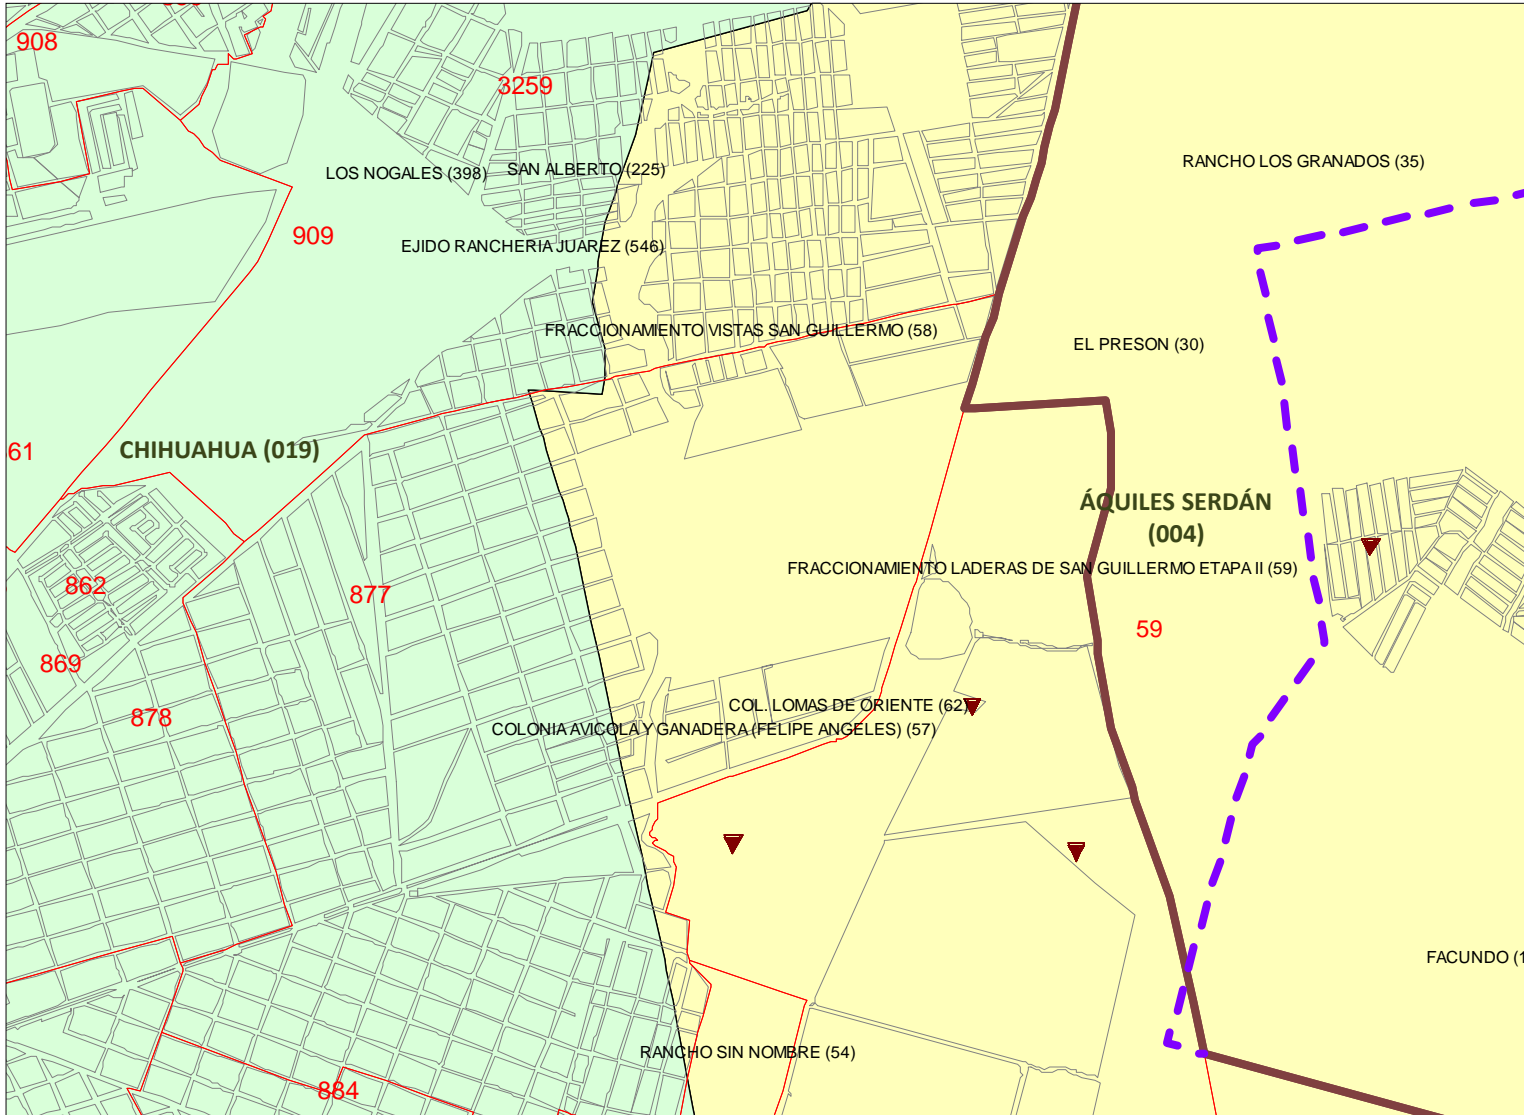 908
3259
RANCHO LOS GRANADOS (35)
LOS NOGALES (398)
SAN ALBERTO (225)
909
EJIDO RANCHERIA JUAREZ (546)
FRACCIONAMIENTO VISTAS SAN GUILLERMO (58)
EL PRESON (30)
61
CHIHUAHUA (019)
ÁQUILES SERDÁN
(004)
FRACCIONAMIENTO LADERAS DE SAN GUILLERMO ETAPA II (59)
862
877
59
869
COL. LOMAS DE ORIENTE (62)
878
COLONIA AVICOLA Y GANADERA (FELIPE ANGELES) (57)
FACUNDO (1
RANCHO SIN NOMBRE (54)
884